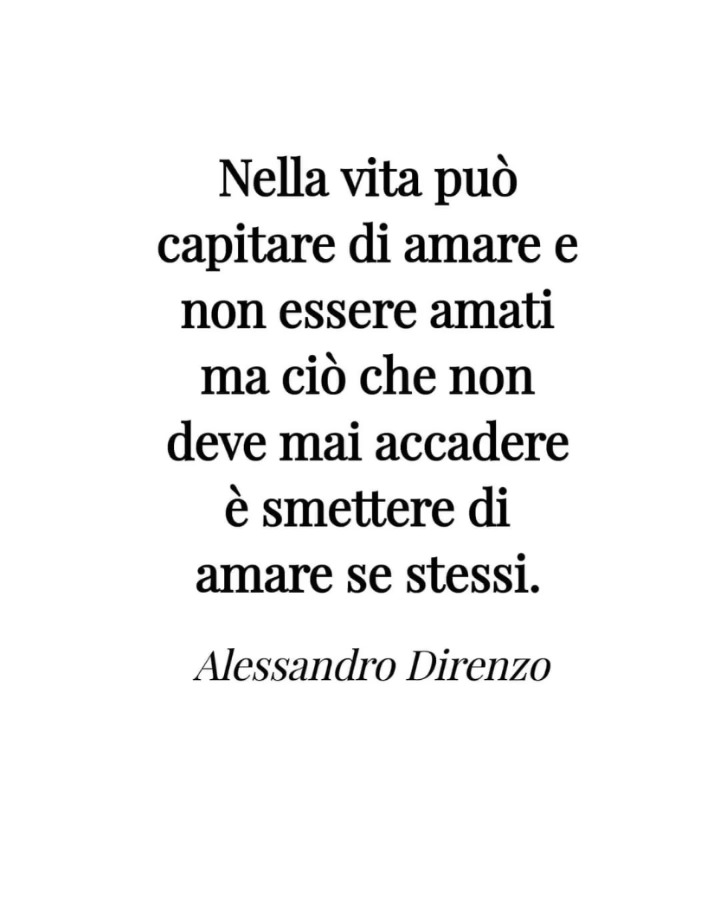 Nella vita può
capitare di amare e
non essere amati
ma ciò che non
deve mai accadere
è smettere di
amare se stessi.
Alessandro Direnzo